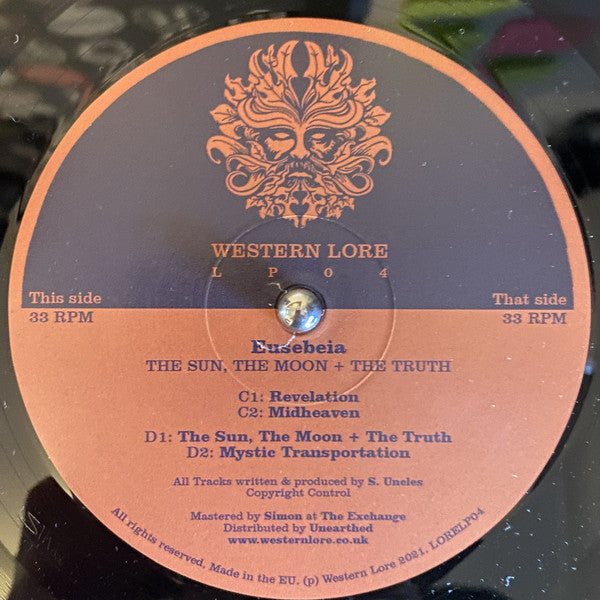 WESTERN LORE
LP04
This side
33 RPM
That side
33 RPM
Eusebeia
THE SUN, THE MOON + THE TRUTH
C1: Revelation
C2: Midheaven
D1: The Sun, The Moon + The Truth
D2: Mystic Transportation
All Tracks written & produced by S. Uncles
Copyright Control
Mastered by Simon at The Exchange
Distributed by Unearthed
www.westernlore.co.uk
All rights reserved. Made in the EU. (p) Western Lore 2021. LORELP04